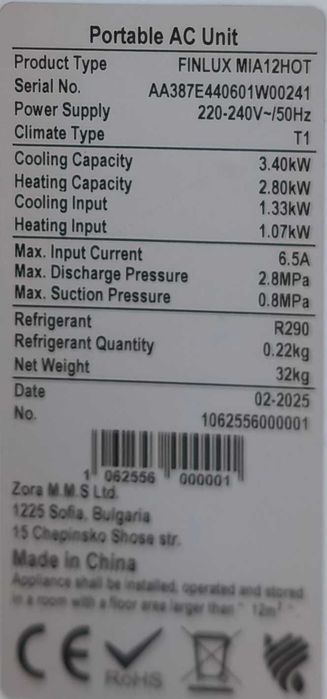 Portable AC Unit
Product Type FINLUX MIA12HOT
Serial No. AA387E440601W00241
Power Supply 220-240V~/50Hz
Climate Type T1
Cooling Capacity 3.40kW
Heating Capacity 2.80kW
Cooling Input 1.33kW
Heating Input 1.07kW
Max. Input Current 6.5A
Max. Discharge Pressure 2.8MPa
Max. Suction Pressure 0.8MPa
Refrigerant R290
Refrigerant Quantity 0.22kg
Net Weight 32kg
Date 02-2025
No. 1062556000001
1 062556 000001
Zora M.M.S Ltd.
1225 Sofia, Bulgaria
15 Chepinsko Shose str.
Made in China
Appliance shall be installed, operated and stored
in a room with a floor area larger than " 12m² ".
CE RoHS